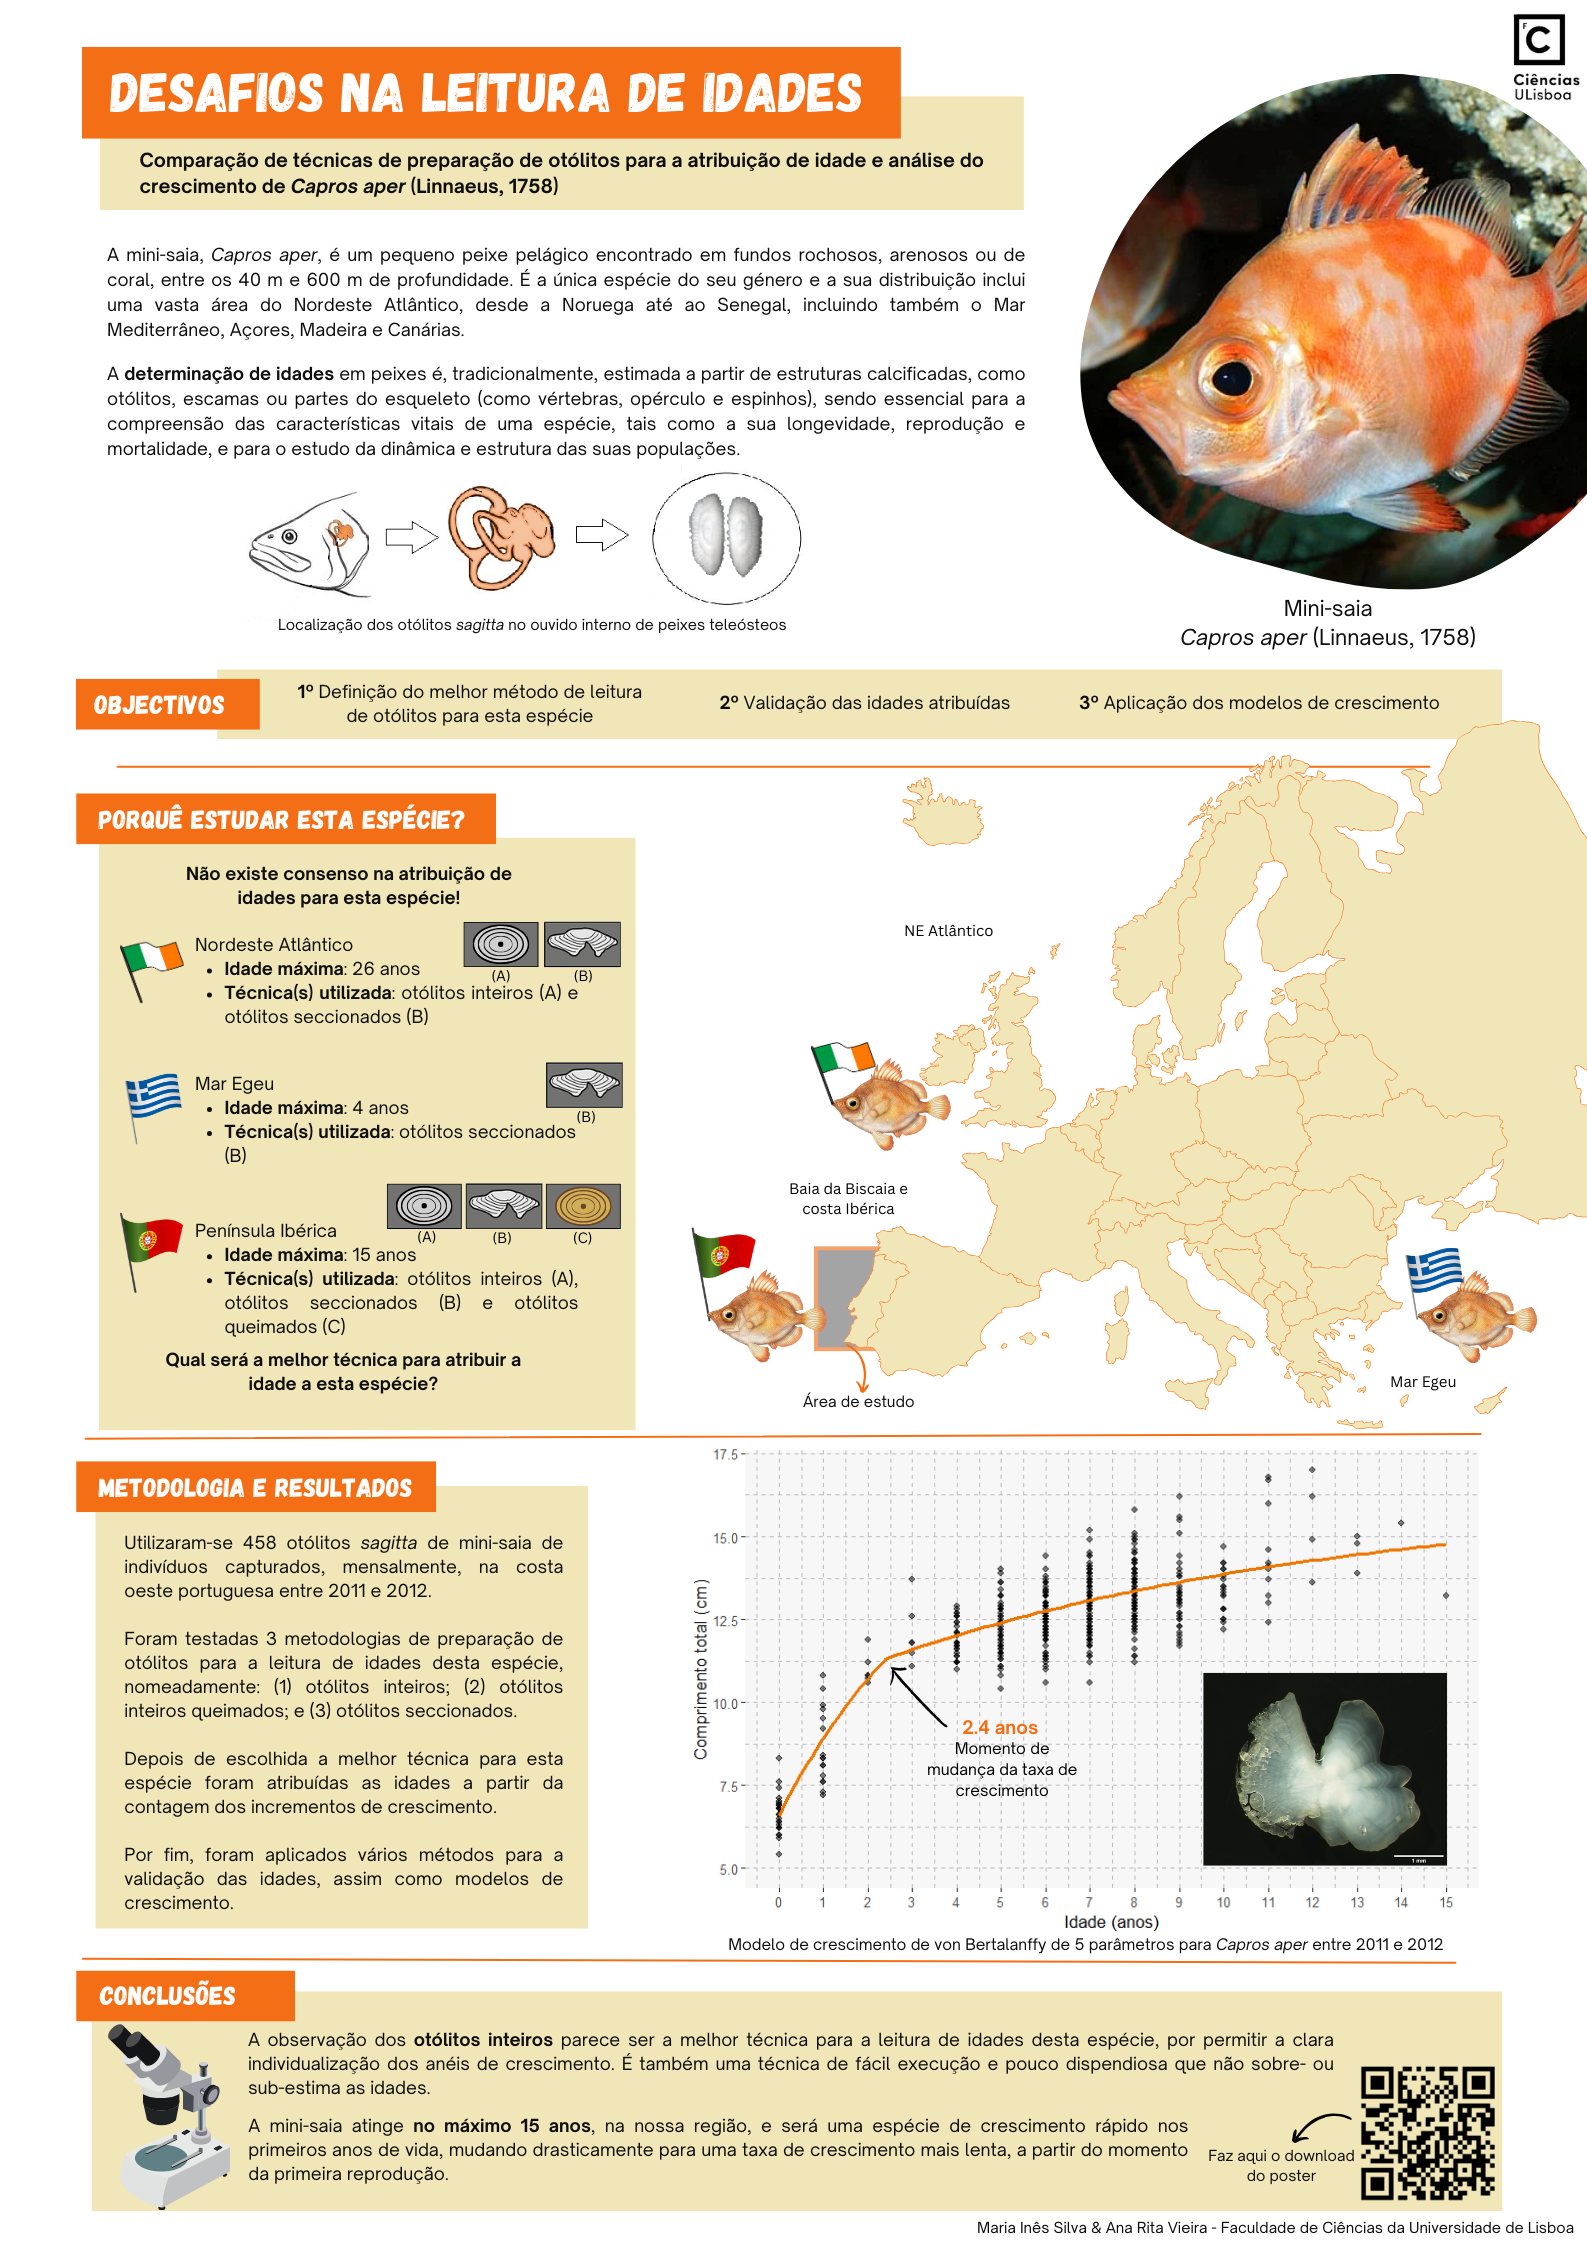 C
Ciências
ULisboa
DESAFIOS NA LEITURA DE IDADES
Comparação de técnicas de preparação de otólitos para a atribuição de idade e análise do
crescimento de Capros aper (Linnaeus, 1758)
A mini-saia, Capros aper, é um pequeno peixe pelágico encontrado em fundos rochosos, arenosos ou de
coral, entre os 40 m e 600 m de profundidade. É a única espécie do seu género e a sua distribuição inclui
uma vasta área do Nordeste Atlântico, desde a Noruega até ao Senegal, incluindo também o Mar
Mediterrâneo, Açores, Madeira e Canárias.
A determinação de idades em peixes é, tradicionalmente, estimada a partir de estruturas calcificadas, como
otólitos, escamas ou partes do esqueleto (como vértebras, opérculo e espinhos), sendo essencial para a
compreensão das características vitais de uma espécie, tais como a sua longevidade, reprodução e
mortalidade, e para o estudo da dinâmica e estrutura das suas populações.
Localização dos otólitos sagitta no ouvido interno de peixes teleósteos
Mini-saia
Capros aper (Linnaeus, 1758)
OBJECTIVOS
1º Definição do melhor método de leitura
de otólitos para esta espécie
2º Validação das idades atribuídas
3º Aplicação dos modelos de crescimento
PORQUÊ ESTUDAR ESTA ESPÉCIE?
Não existe consenso na atribuição de
idades para esta espécie!
Nordeste Atlântico
• Idade máxima: 26 anos
(A) (B)
• Técnica(s) utilizada: otólitos inteiros (A) e
otólitos seccionados (B)
Mar Egeu
• Idade máxima: 4 anos
(B)
• Técnica(s) utilizada: otólitos seccionados
(B)
Península Ibérica
(A) (B) (C)
• Idade máxima: 15 anos
• Técnica(s) utilizada: otólitos inteiros (A),
otólitos seccionados (B) e otólitos
queimados (C)
Qual será a melhor técnica para atribuir a
idade a esta espécie?
NE Atlântico
Baia da Biscaia e
costa Ibérica
Área de estudo
Mar Egeu
METODOLOGIA E RESULTADOS
Utilizaram-se 458 otólitos sagitta de mini-saia de
indivíduos capturados, mensalmente, na costa
oeste portuguesa entre 2011 e 2012.
Foram testadas 3 metodologias de preparação de
otólitos para a leitura de idades desta espécie,
nomeadamente: (1) otólitos inteiros; (2) otólitos
inteiros queimados; e (3) otólitos seccionados.
Depois de escolhida a melhor técnica para esta
espécie foram atribuídas as idades a partir da
contagem dos incrementos de crescimento.
Por fim, foram aplicados vários métodos para a
validação das idades, assim como modelos de
crescimento.
17.5
15.0
12.5
10.0
7.5
5.0
Comprimento total (cm)
2.4 anos
Momento de
mudança da taxa de
crescimento
1 mm
0 1 2 3 4 5 6 7 8 9 10 11 12 13 14 15
Idade (anos)
Modelo de crescimento de von Bertalanffy de 5 parâmetros para Capros aper entre 2011 e 2012
CONCLUSÕES
A observação dos otólitos inteiros parece ser a melhor técnica para a leitura de idades desta espécie, por permitir a clara
individualização dos anéis de crescimento. É também uma técnica de fácil execução e pouco dispendiosa que não sobre- ou
sub-estima as idades.
A mini-saia atinge no máximo 15 anos, na nossa região, e será uma espécie de crescimento rápido nos
primeiros anos de vida, mudando drasticamente para uma taxa de crescimento mais lenta, a partir do momento
da primeira reprodução.
Faz aqui o download
do poster
Maria Inês Silva & Ana Rita Vieira - Faculdade de Ciências da Universidade de Lisboa